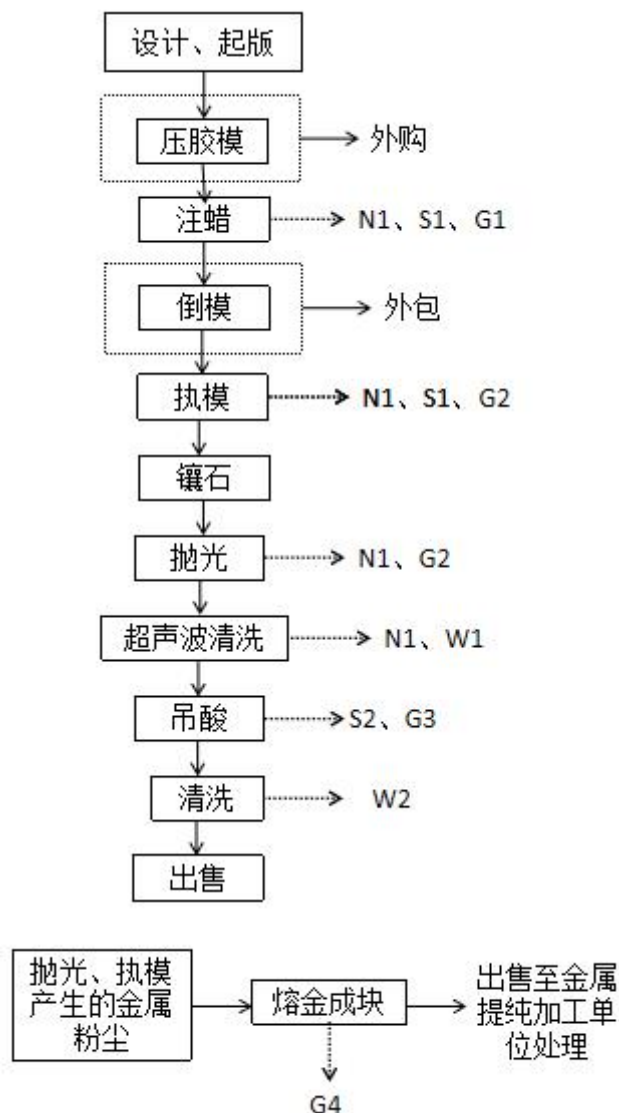 设计、起版
压胶模
外购
注蜡
N1、S1、G1
倒模
外包
执模
N1、S1、G2
镶石
抛光
N1、G2
超声波清洗
N1、W1
吊酸
S2、G3
清洗
W2
出售
抛光、执模
产生的金属
粉尘
熔金成块
出售至金属
提纯加工单
位处理
G4